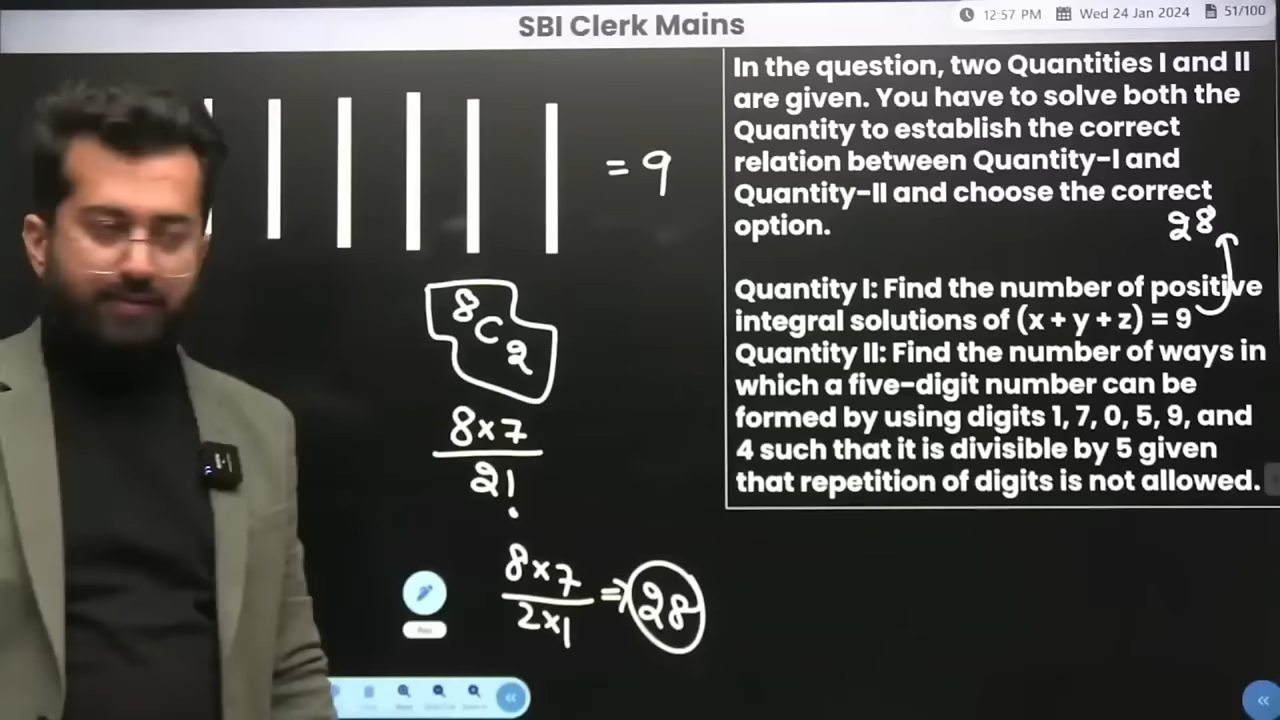 12:57 PM Wed 24 Jan 2024 51/100
SBI Clerk Mains
In the question, two Quantities I and II
are given. You have to solve both the
Quantity to establish the correct
relation between Quantity-I and
Quantity-II and choose the correct
option.
28
Quantity I: Find the number of positive
integral solutions of (x + y + z) = 9
Quantity II: Find the number of ways in
which a five-digit number can be
formed by using digits 1, 7, 0, 5, 9, and
4 such that it is divisible by 5 given
that repetition of digits is not allowed.
= 9
8C2
8×7
2!
8×7
2×1
⇒ 28